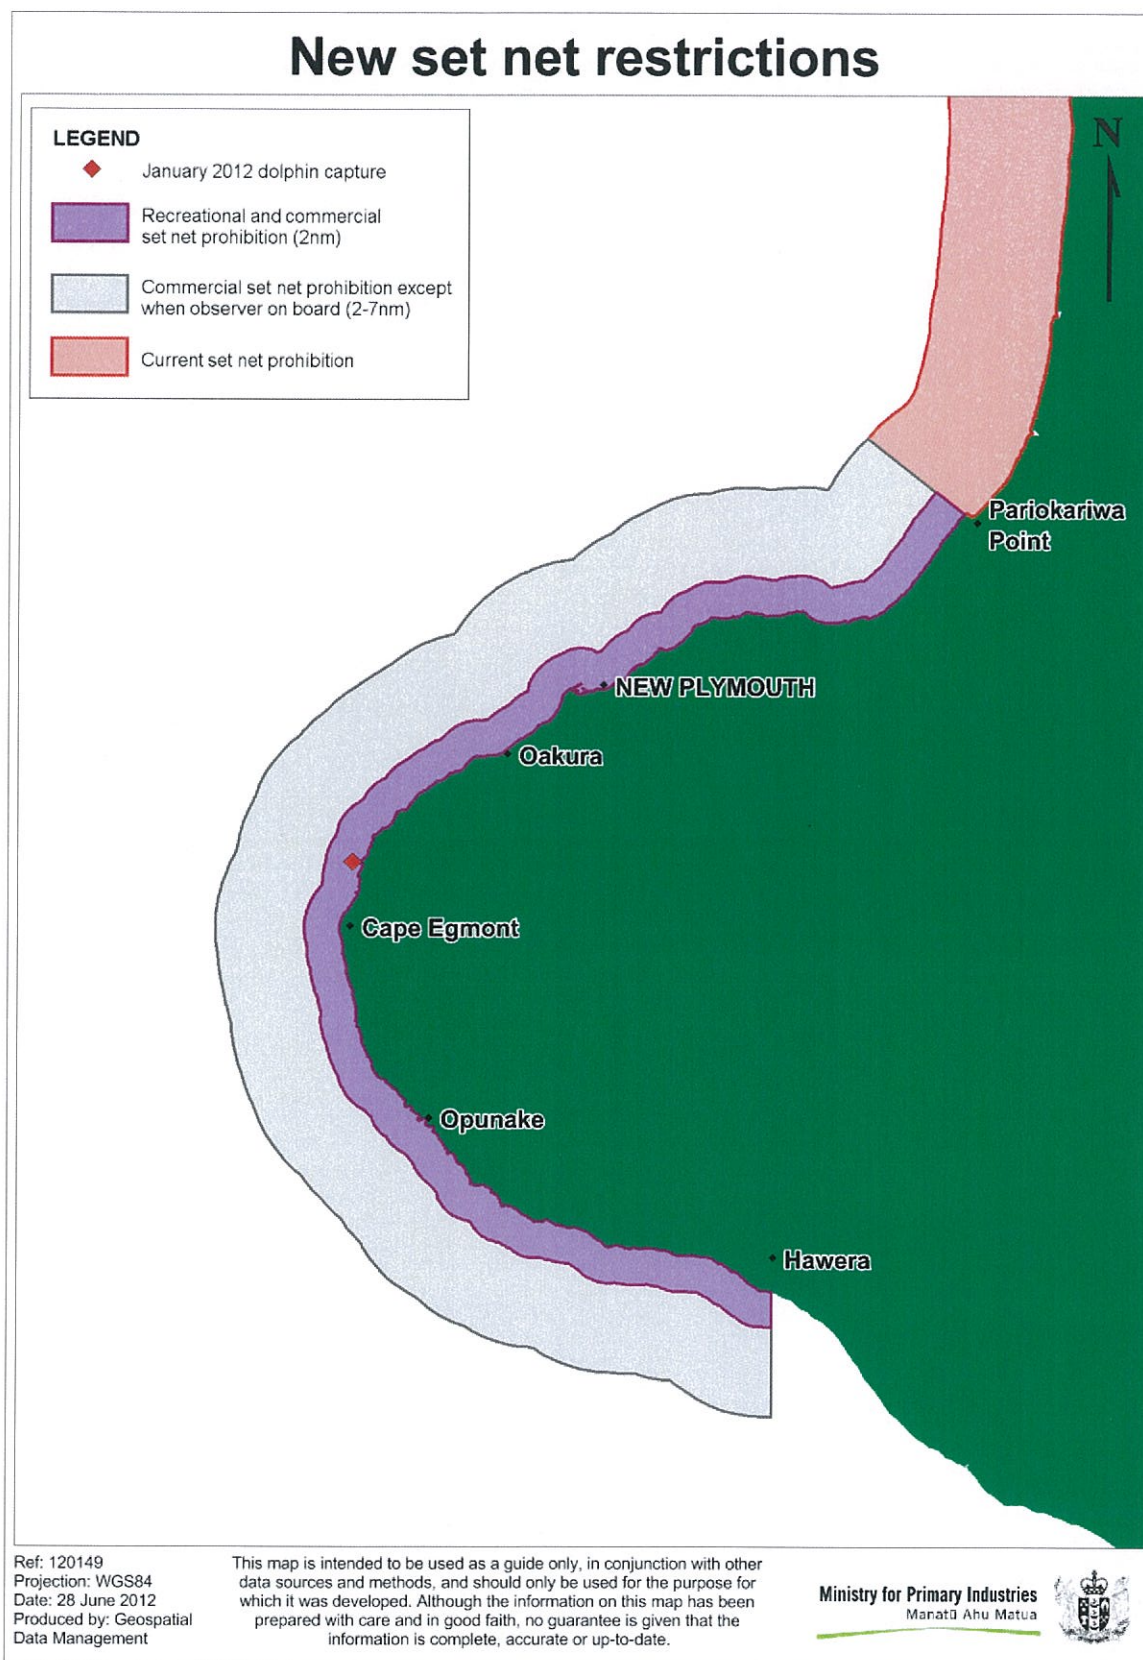 New set net restrictions
LEGEND
January 2012 dolphin capture
Recreational and commercial
set net prohibition (2nm)
Commercial set net prohibition except
when observer on board (2-7nm)
Current set net prohibition
N
Pariokariwa
Point
NEW PLYMOUTH
Oakura
Cape Egmont
Opunake
Hawera
Ref: 120149
Projection: WGS84
Date: 28 June 2012
Produced by: Geospatial
Data Management
This map is intended to be used as a guide only, in conjunction with other
data sources and methods, and should only be used for the purpose for
which it was developed. Although the information on this map has been
prepared with care and in good faith, no guarantee is given that the
information is complete, accurate or up-to-date.
Ministry for Primary Industries
Manatū Ahu Matua